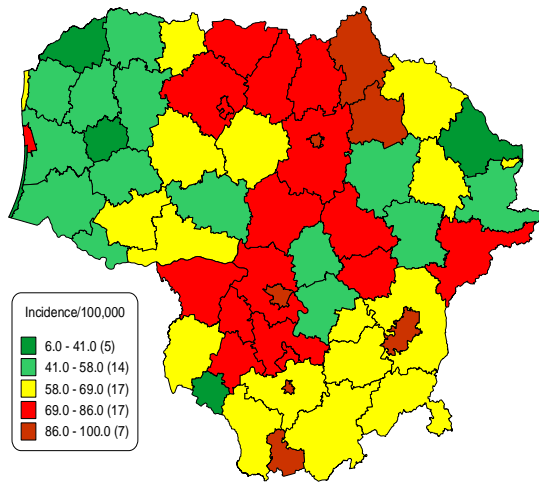 Incidence/100,000
6.0 - 41.0 (5)
41.0 - 58.0 (14)
58.0 - 69.0 (17)
69.0 - 86.0 (17)
86.0 - 100.0 (7)